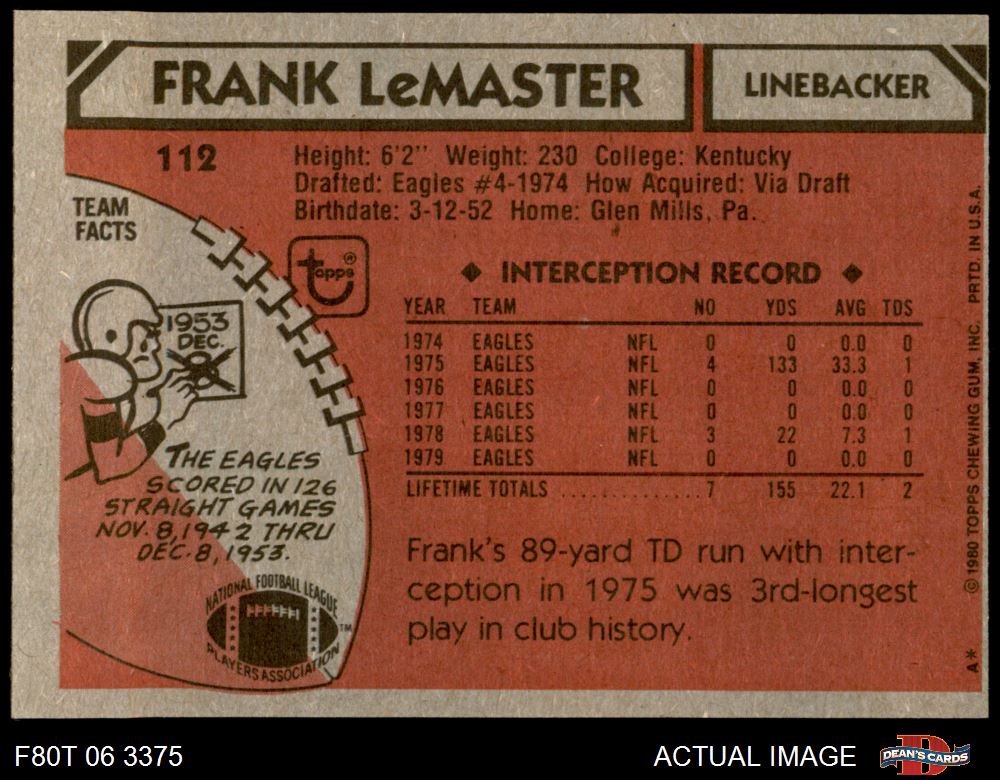 FRANK LeMASTER
LINEBACKER
112
Height: 6'2" Weight: 230 College: Kentucky
Drafted: Eagles #4-1974 How Acquired: Via Draft
Birthdate: 3-12-52 Home: Glen Mills, Pa.
TEAM
FACTS
1953
DEC.
8
THE EAGLES
SCORED IN 126
STRAIGHT GAMES
NOV. 8, 1942 THRU
DEC. 8, 1953.
NATIONAL FOOTBALL LEAGUE
PLAYERS ASSOCIATION
TM
topps ®
◆ INTERCEPTION RECORD ◆
YEAR TEAM NO YDS AVG TDS
1974 EAGLES NFL 0 0 0.0 0
1975 EAGLES NFL 4 133 33.3 1
1976 EAGLES NFL 0 0 0.0 0
1977 EAGLES NFL 0 0 0.0 0
1978 EAGLES NFL 3 22 7.3 1
1979 EAGLES NFL 0 0 0.0 0
LIFETIME TOTALS ............. 7 155 22.1 2
Frank's 89-yard TD run with inter-
ception in 1975 was 3rd-longest
play in club history.
A* © 1980 TOPPS CHEWING GUM, INC. PRTD. IN U.S.A.
F80T 06 3375
ACTUAL IMAGE
D
DEAN'S CARDS